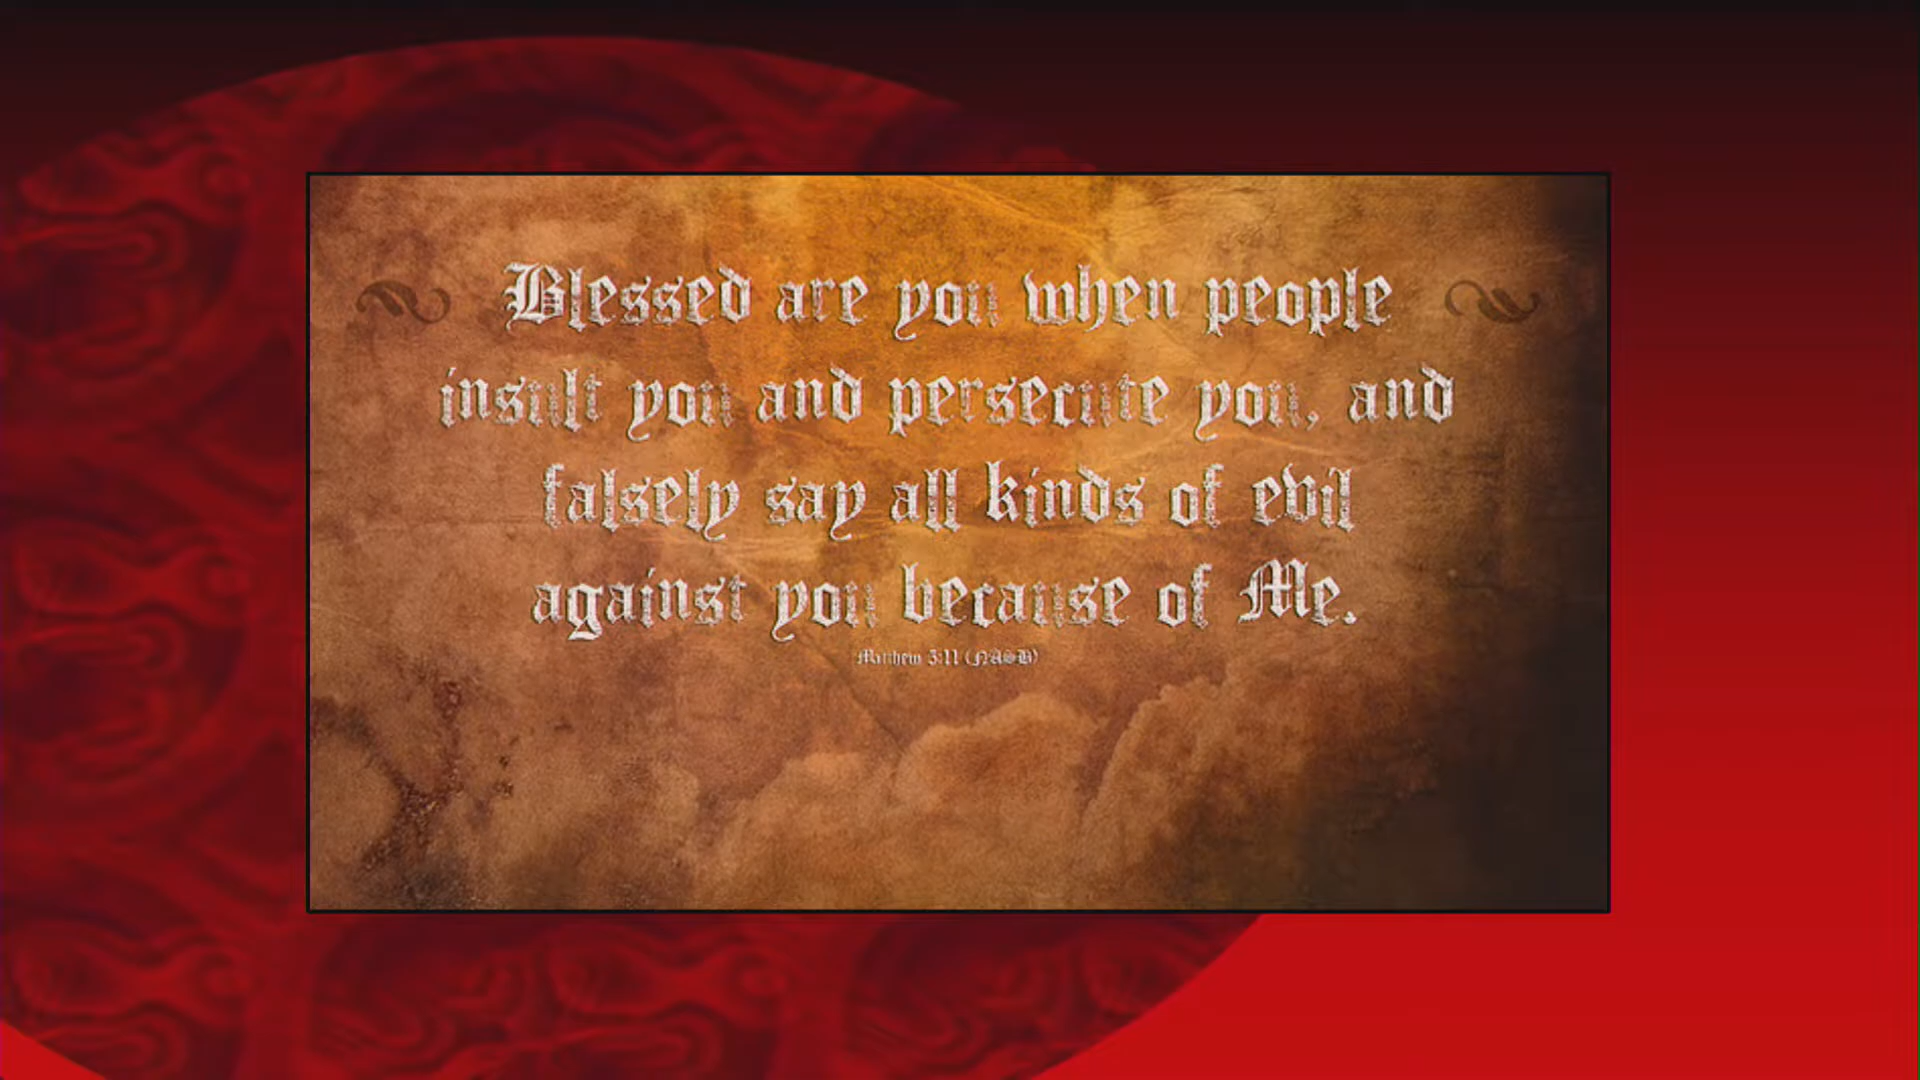 Blessed are you when people
insult you and persecute you, and
falsely say all kinds of evil
against you because of Me.
Matthew 5:11 (NASB)